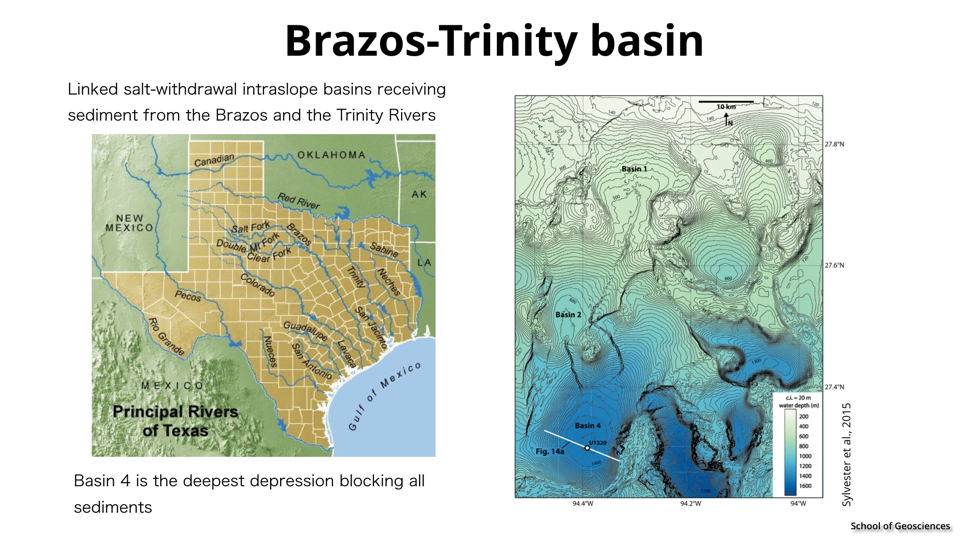 Brazos-Trinity basin
Linked salt-withdrawal intraslope basins receiving
sediment from the Brazos and the Trinity Rivers
Canadian
OKLAHOMA
AK
Red River
NEW
MEXICO
Salt Fork
Brazos
Double Mt Fork
Clear Fork
Sabine
LA
Trinity
Neches
Colorado
Pecos
San Jacinto
Rio Grande
Guadalupe
Nueces
San Antonio
Lavaca
MEXICO
Gulf of Mexico
Principal Rivers
of Texas
Basin 4 is the deepest depression blocking all
sediments
10 km
N
27.8°N
Basin 1
27.6°N
Basin 2
27.4°N
c.i. = 20 m
water depth (m)
200
400
600
800
1000
1200
1400
1600
Basin 4
U1320
Fig. 14a
1400
94.4°W
94.2°W
94°W
Sylvester et al., 2015
School of Geosciences